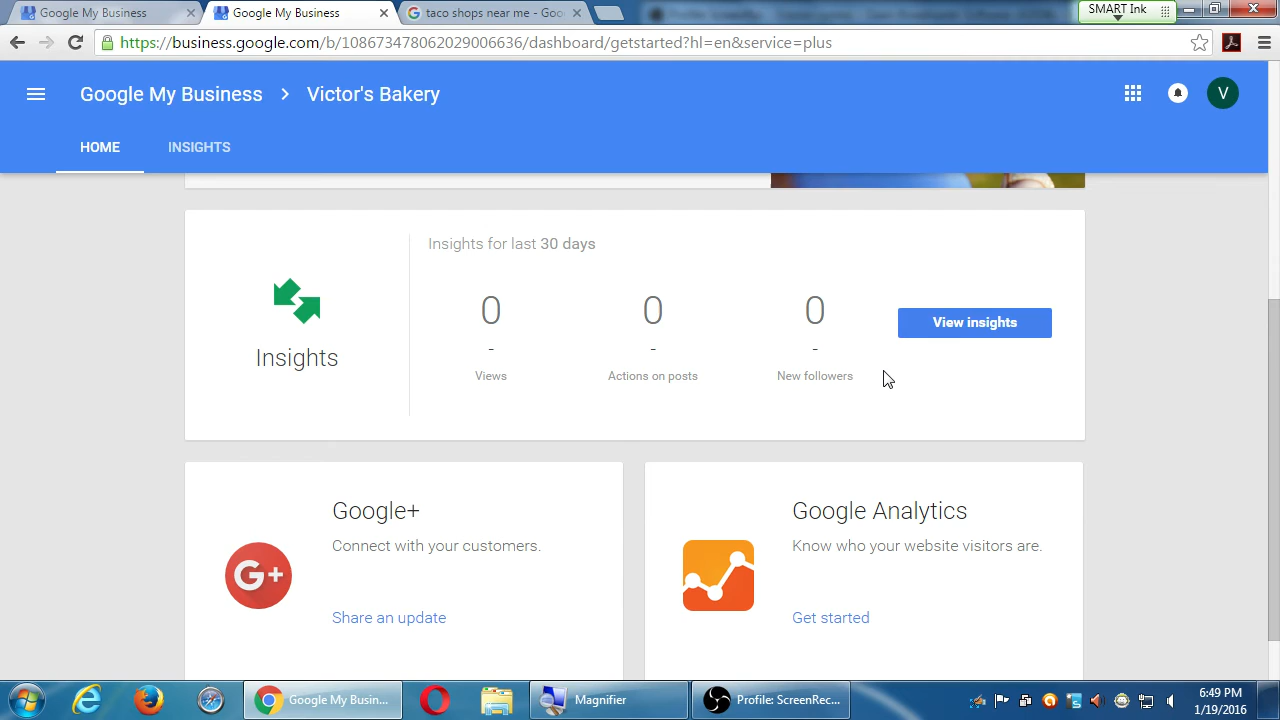 Google My Business
Google My Business
taco shops near me - Goo
SMART Ink
https://business.google.com/b/108673478062029006636/dashboard/getstarted?hl=en&service=plus
Google My Business > Victor's Bakery
V
HOME INSIGHTS
Insights for last 30 days
0 0 0
- - -
Views Actions on posts New followers
View insights
Insights
Google+
Connect with your customers.
G+
Share an update
Google Analytics
Know who your website visitors are.
Get started
Google My Busin...
Magnifier
Profile: ScreenRec...
6:49 PM
1/19/2016